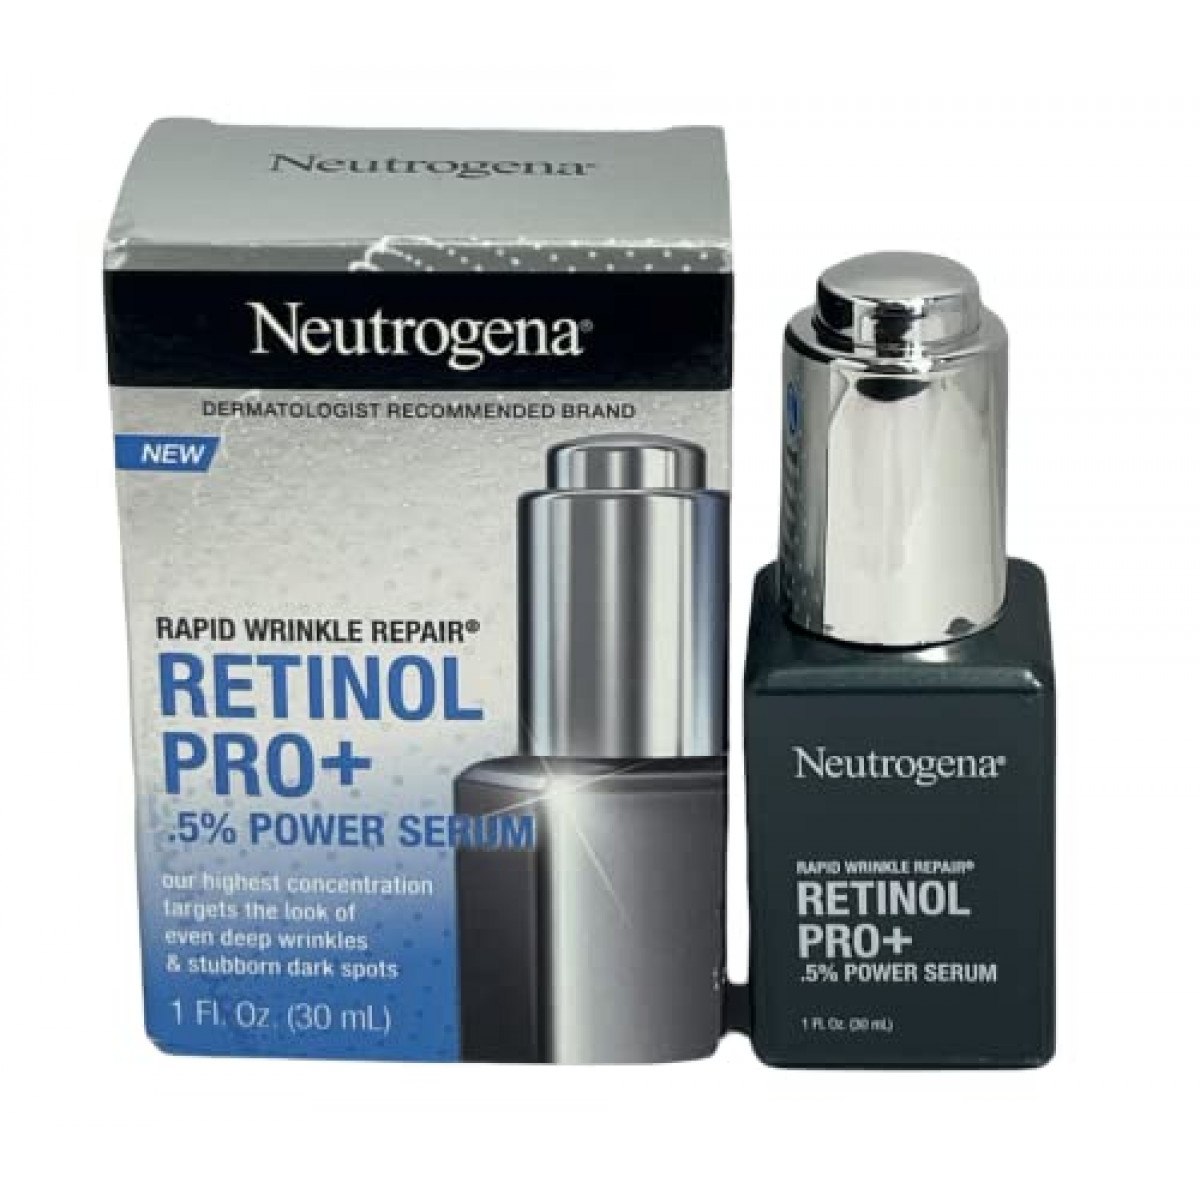 Neutrogena®
Neutrogena®
DERMATOLOGIST RECOMMENDED BRAND
NEW
RAPID WRINKLE REPAIR®
RETINOL
PRO+
.5% POWER SERUM
our highest concentration
targets the look of
even deep wrinkles
& stubborn dark spots
1 Fl. Oz. (30 mL)
Neutrogena®
RAPID WRINKLE REPAIR®
RETINOL
PRO+
.5% POWER SERUM
1 Fl. Oz. (30 mL)